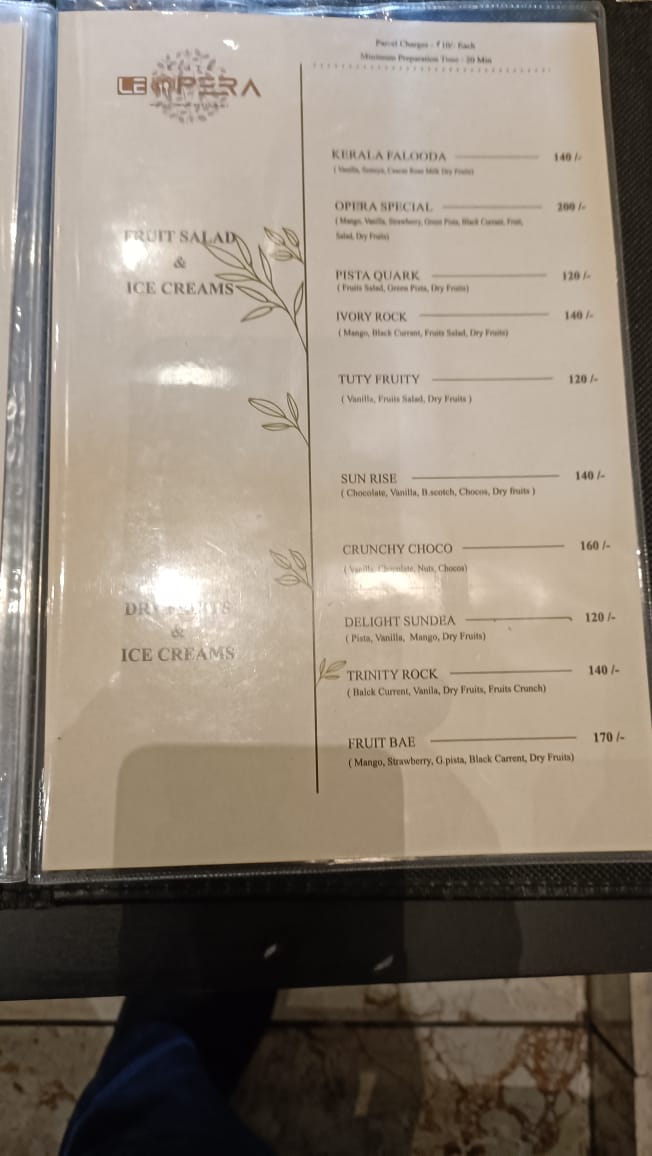 Parcel Charges - ₹ 10/- Each
Minimum Preparation Time : 20 Min
LE OPERA
FRUIT SALAD
&
ICE CREAMS
KERALA FALOODA 140 /-
( Vanilla, Rose Milk Dry Fruits)
OPERA SPECIAL 200 /-
( Mango, Vanilla, Strawberry, Green Pista, Black Currant, Fruit,
Salad, Dry Fruits)
PISTA QUARK 120 /-
( Fruits Salad, Green Pista, Dry Fruits)
IVORY ROCK 140 /-
( Mango, Black Current, Fruits Salad, Dry Fruits)
TUTY FRUITY 120 /-
( Vanilla, Fruits Salad, Dry Fruits )
DRY FRUITS
&
ICE CREAMS
SUN RISE 140 /-
( Chocolate, Vanilla, B.scotch, Chocos, Dry fruits )
CRUNCHY CHOCO 160 /-
( Vanilla, Chocolate, Nuts, Chocos)
DELIGHT SUNDEA 120 /-
( Pista, Vanilla, Mango, Dry Fruits)
TRINITY ROCK 140 /-
( Balck Current, Vanila, Dry Fruits, Fruits Crunch)
FRUIT BAE 170 /-
( Mango, Strawberry, G.pista, Black Carrent, Dry Fruits)